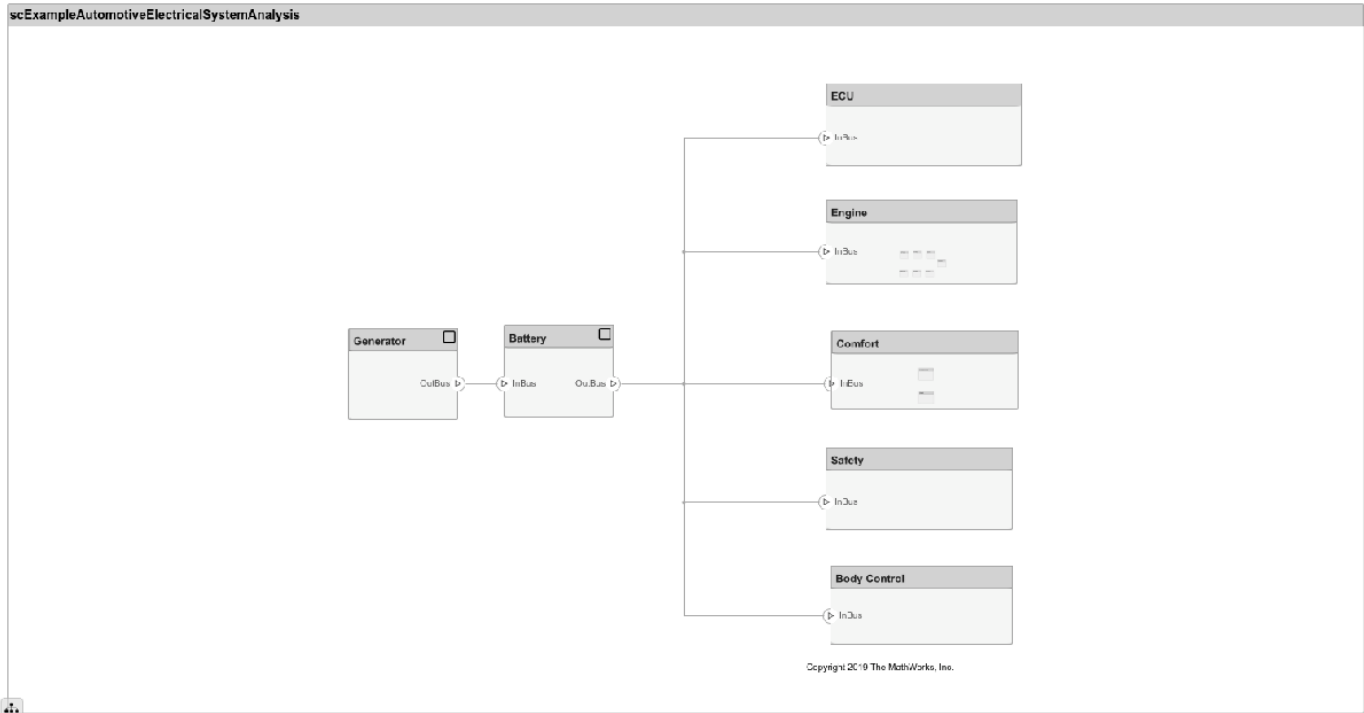 scExampleAutomotiveElectricalSystemAnalysis
ECU
InBus
Engine
InBus
Generator
OutBus
Battery
InBus
OutBus
Comfort
InBus
Safety
InBus
Body Control
InBus
Copyright 2019 The MathWorks, Inc.